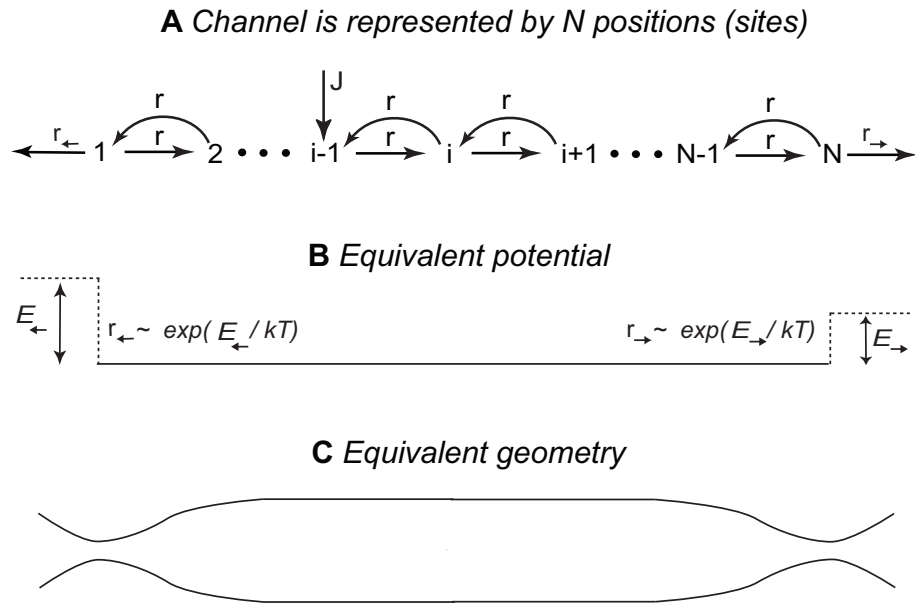 A Channel is represented by N positions (sites)
J
r r r r
r← 1 r 2 • • • i-1 r i r i+1 • • • N-1 r N r→
B Equivalent potential
E← r←~ exp(E←/kT) r→~ exp(E→/kT) E→
C Equivalent geometry